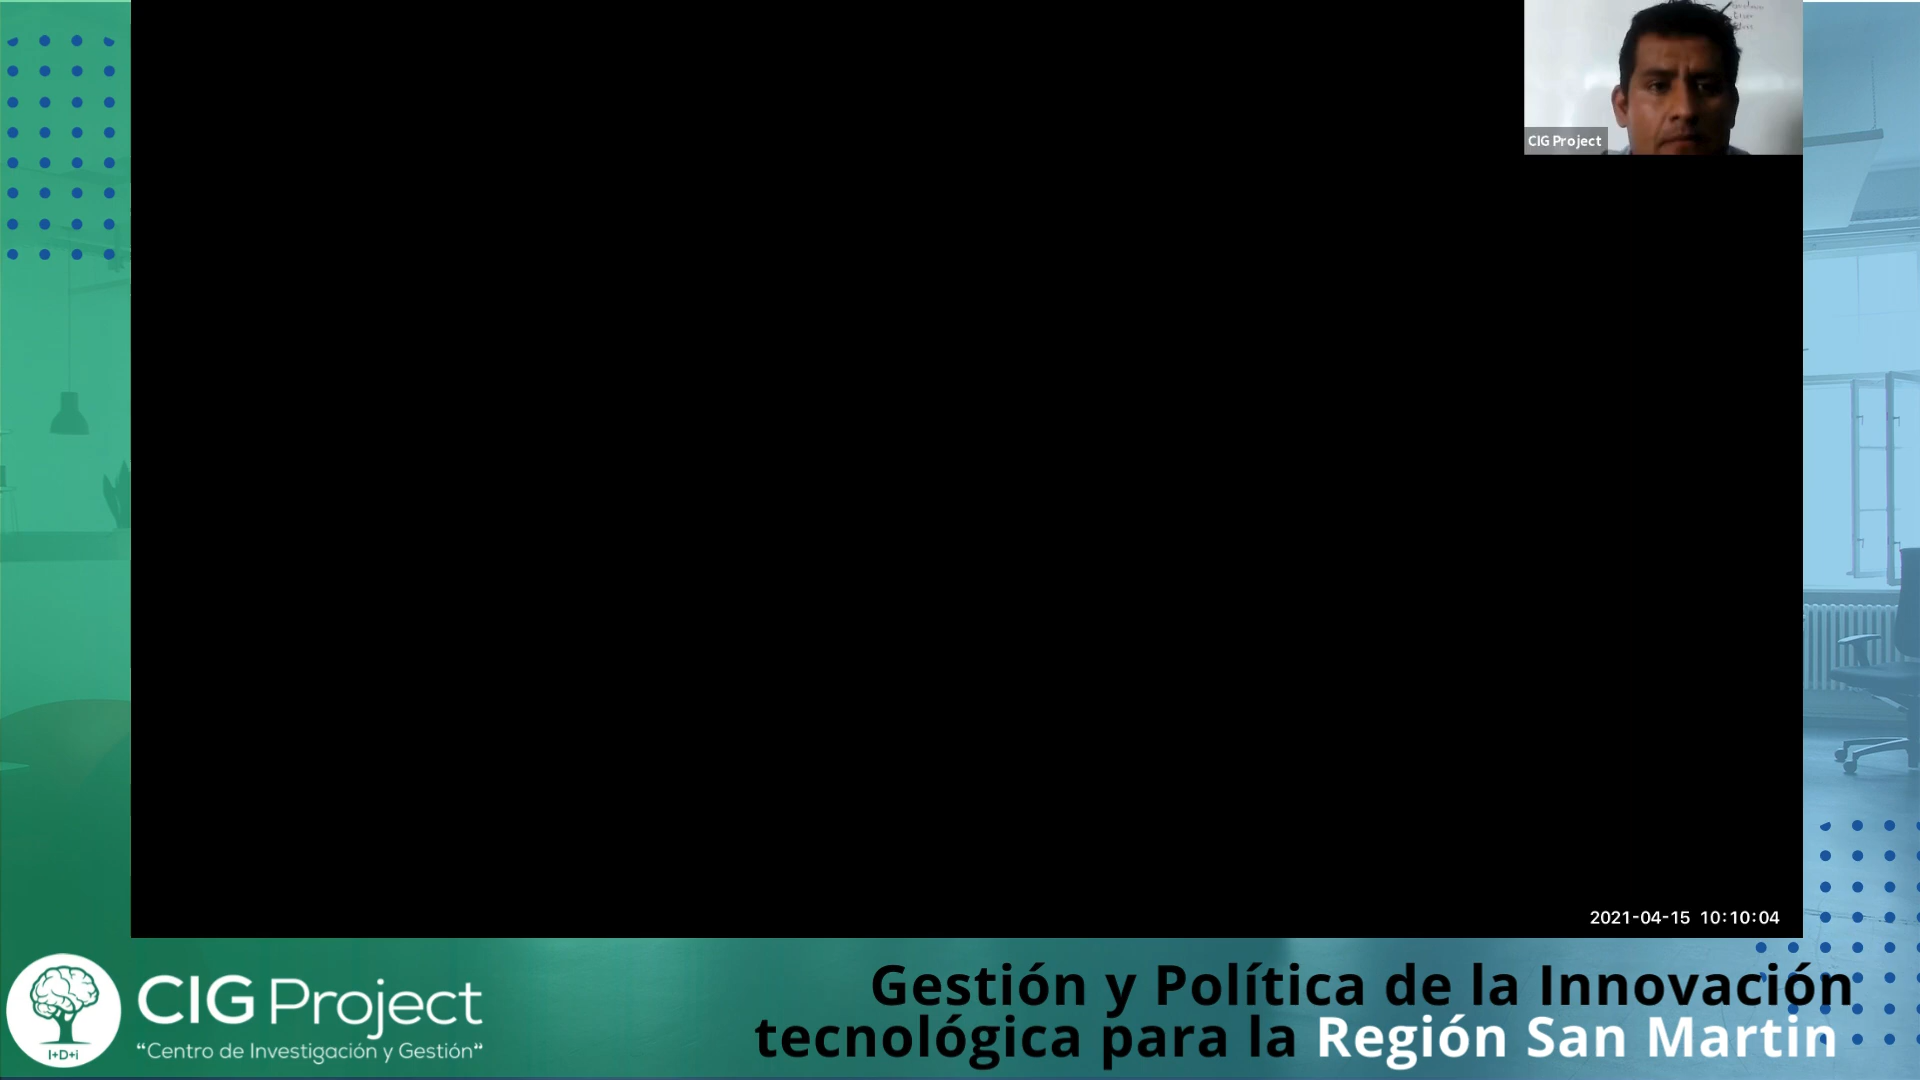 CIG Project
2021-04-15 10:10:04
Gestión y Política de la Innovación
tecnológica para la Región San Martin
CIG Project
“Centro de Investigación y Gestión”
I+D+i